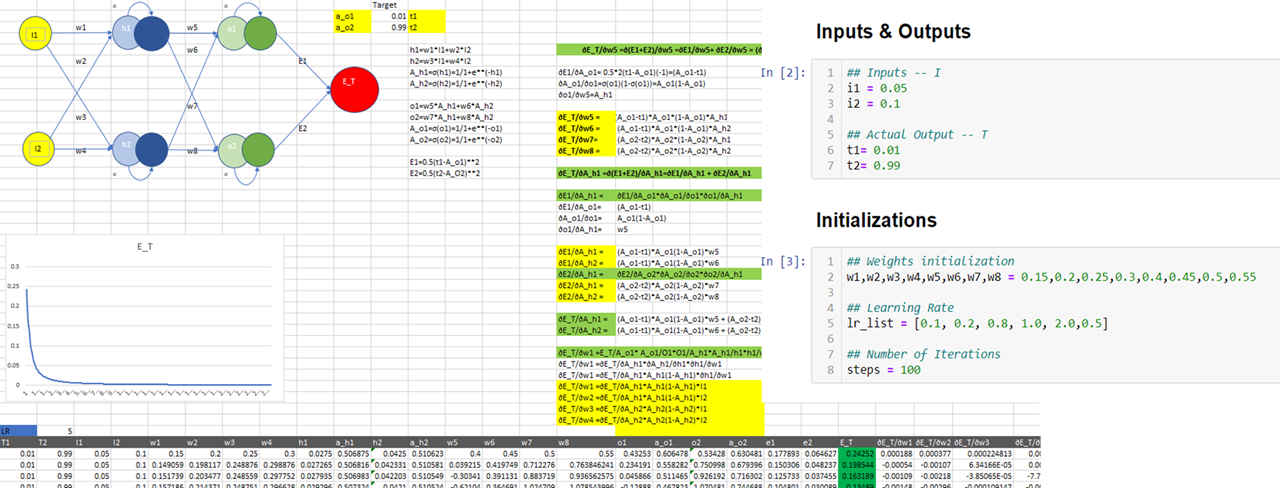 Target
a_o1 0.01 t1
a_o2 0.99 t2
I1
w1
h1
w5
o1
w6
E1
w2
E_T
w7
w3
E2
I2
w4
h2
w8
o2
h1=w1*I1+w2*I2
h2=w3*I1+w4*I2
A_h1=σ(h1)=1/1+e**(-h1)
A_h2=σ(h2)=1/1+e**(-h2)
o1=w5*A_h1+w6*A_h2
o2=w7*A_h1+w8*A_h2
A_o1=σ(o1)=1/1+e**(-o1)
A_o2=σ(o2)=1/1+e**(-o2)
E1=0.5(t1-A_o1)**2
E2=0.5(t2-A_O2)**2
∂E_T/∂w5 =∂(E1+E2)/∂w5 =∂E1/∂w5+ ∂E2/∂w5 = (∂
∂E1/∂A_o1= 0.5*2(t1-A_o1)(-1)=(A_o1-t1)
∂A_o1/∂o1=σ(o1)(1-σ(o1))=A_o1(1-A_o1)
∂o1/∂w5=A_h1
∂E_T/∂w5 = (A_o1-t1)*A_o1*(1-A_o1)*A_h1
∂E_T/∂w6 = (A_o1-t1)*A_o1*(1-A_o1)*A_h2
∂E_T/∂w7= (A_o2-t2)*A_o2*(1-A_o2)*A_h1
∂E_T/∂w8 = (A_o2-t2)*A_o2*(1-A_o2)*A_h2
∂E_T/∂A_h1 =∂(E1+E2)/∂A_h1=∂E1/∂A_h1 + ∂E2/∂A_h1
∂E1/∂A_h1 = ∂E1/∂A_o1*∂A_o1/∂o1*∂o1/∂A_h1
∂E1/∂A_o1= (A_o1-t1)
∂A_o1/∂o1= A_o1(1-A_o1)
∂o1/∂A_h1= w5
∂E1/∂A_h1 = (A_o1-t1)*A_o1(1-A_o1)*w5
∂E1/∂A_h2 = (A_o1-t1)*A_o1(1-A_o1)*w6
∂E2/∂A_h1 = ∂E2/∂A_o2*∂A_o2/∂o2*∂o2/∂A_h1
∂E2/∂A_h1 = (A_o2-t2)*A_o2(1-A_o2)*w7
∂E2/∂A_h2 = (A_o2-t2)*A_o2(1-A_o2)*w8
∂E_T/∂A_h1 = (A_o1-t1)*A_o1(1-A_o1)*w5 + (A_o2-t2)
∂E_T/∂A_h2 = (A_o1-t1)*A_o1(1-A_o1)*w6 + (A_o2-t2)
∂E_T/∂w1 =E_T/A_o1* A_o1/O1*O1/A_h1*A_h1/h1*h1/
∂E_T/∂w1 =∂E_T/∂A_h1*∂A_h1/∂h1*∂h1/∂w1
∂E_T/∂w1 =∂E_T/∂A_h1*A_h1(1-A_h1)*∂h1/∂w1
∂E_T/∂w1 =∂E_T/∂A_h1*A_h1(1-A_h1)*I1
∂E_T/∂w2 =∂E_T/∂A_h1*A_h1(1-A_h1)*I2
∂E_T/∂w3 =∂E_T/∂A_h2*A_h2(1-A_h2)*I1
∂E_T/∂w4=∂E_T/∂A_h2*A_h2(1-A_h2)*I2
E_T
0.3
0.25
0.2
0.15
0.1
0.05
0
LR 5
T1 T2 I1 I2 w1 w2 w3 w4 h1 a_h1 h2 a_h2 w5 w6 w7 w8 o1 a_o1 o2 a_o2 e1 e2 E_T ∂E_T/∂w1 ∂E_T/∂w2 ∂E_T/∂w3 ∂E_T/∂
0.01 0.99 0.05 0.1 0.15 0.2 0.25 0.3 0.0275 0.506875 0.0425 0.510623 0.4 0.45 0.5 0.55 0.43253 0.606478 0.53428 0.630481 0.177893 0.064627 0.24252 0.000188 0.000377 0.000224813 0.00
0.01 0.99 0.05 0.1 0.149059 0.198117 0.248876 0.298876 0.027265 0.506816 0.042331 0.510581 0.039215 0.419749 0.712276 0.763846241 0.234191 0.558282 0.750998 0.679396 0.150306 0.048237 0.198544 -0.00054 -0.00107 6.34166E-05 0.00
0.01 0.99 0.05 0.1 0.151739 0.203477 0.248559 0.297752 0.027935 0.506983 0.042203 0.510549 -0.30341 0.391131 0.883719 0.936562575 0.045866 0.511465 0.926192 0.716308 0.125733 0.037455 0.163189 -0.00109 -0.00218 -3.85065E-05 -7.7
Inputs & Outputs
In [2]:
1 ## Inputs -- I
2 i1 = 0.05
3 i2 = 0.1
4
5 ## Actual Output -- T
6 t1= 0.01
7 t2= 0.99
Initializations
In [3]:
1 ## Weights initialization
2 w1,w2,w3,w4,w5,w6,w7,w8 = 0.15,0.2,0.25,0.3,0.4,0.45,0.5,0.55
3
4 ## Learning Rate
5 lr_list = [0.1, 0.2, 0.8, 1.0, 2.0,0.5]
6
7 ## Number of Iterations
8 steps = 100